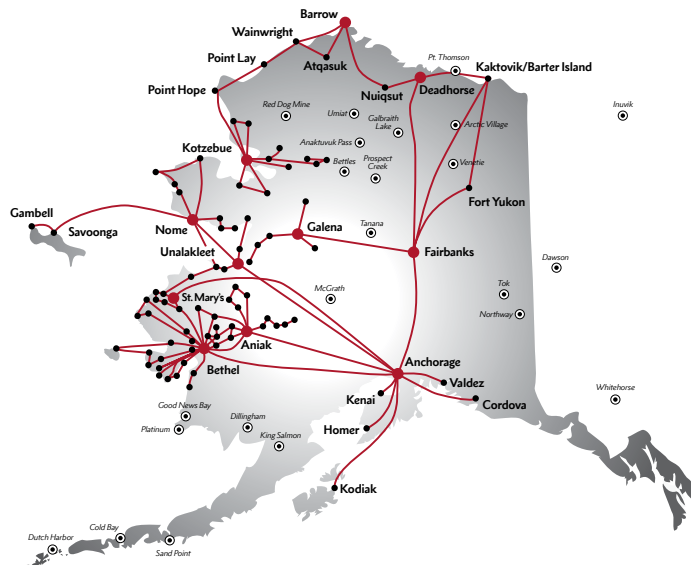 Barrow
Wainwright
Point Lay
Atqasuk
Pt. Thomson
Kaktovik/Barter Island
Point Hope
Nuiqsut
Deadhorse
Red Dog Mine
Umiat
Galbraith
Lake
Arctic Village
Inuvik
Kotzebue
Anaktuvuk Pass
Bettles
Prospect
Creek
Venetie
Fort Yukon
Gambell
Savoonga
Nome
Galena
Tanana
Unalakleet
Fairbanks
Dawson
St. Mary's
McGrath
Tok
Northway
Aniak
Bethel
Anchorage
Valdez
Kenai
Cordova
Whitehorse
Good News Bay
Platinum
Dillingham
King Salmon
Homer
Kodiak
Cold Bay
Dutch Harbor
Sand Point